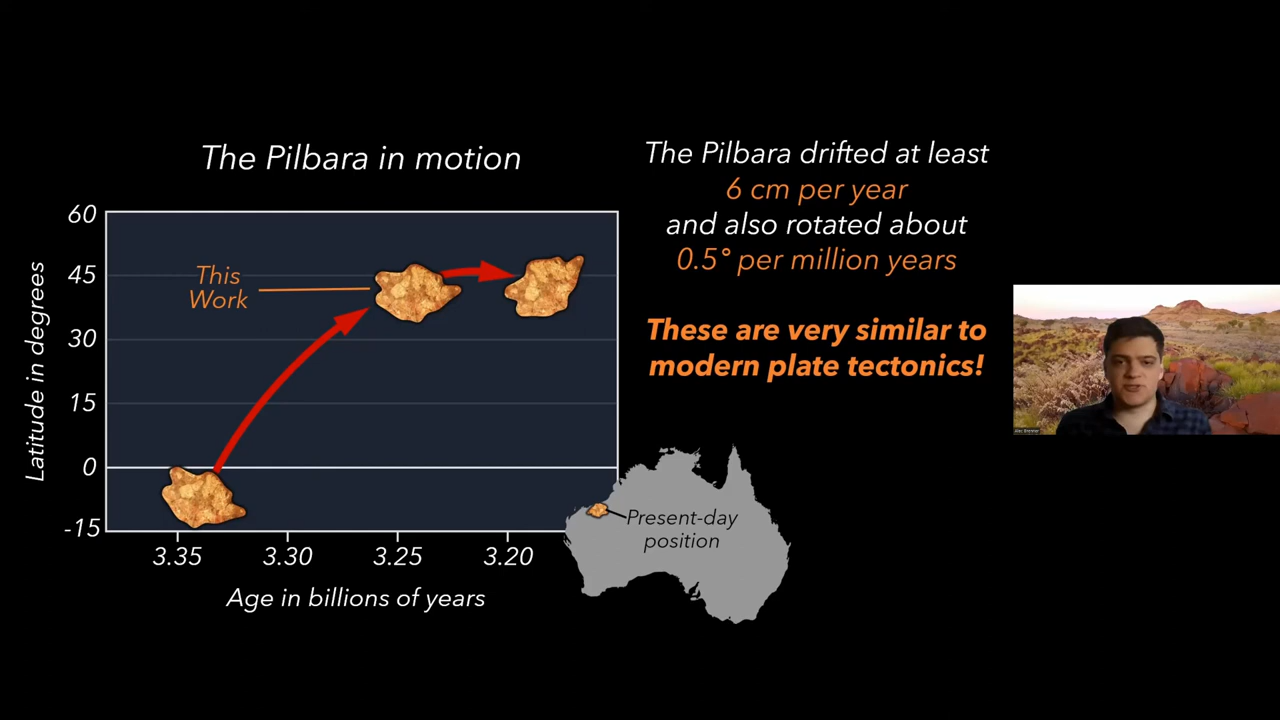 The Pilbara in motion
60
45
30
15
0
-15
Latitude in degrees
This
Work
3.35
3.30
3.25
3.20
Age in billions of years
The Pilbara drifted at least
6 cm per year
and also rotated about
0.5° per million years
These are very similar to
modern plate tectonics!
Present-day
position
Alec Brenner